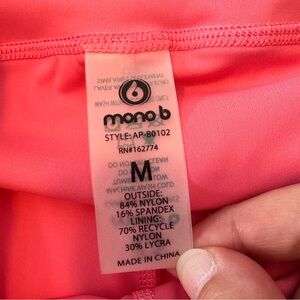 mono b
STYLE: AP-B0102
RN#162774
M
OUTSIDE:
84% NYLON
16% SPANDEX
LINING:
70% RECYCLE
NYLON
30% LYCRA
MADE IN CHINA